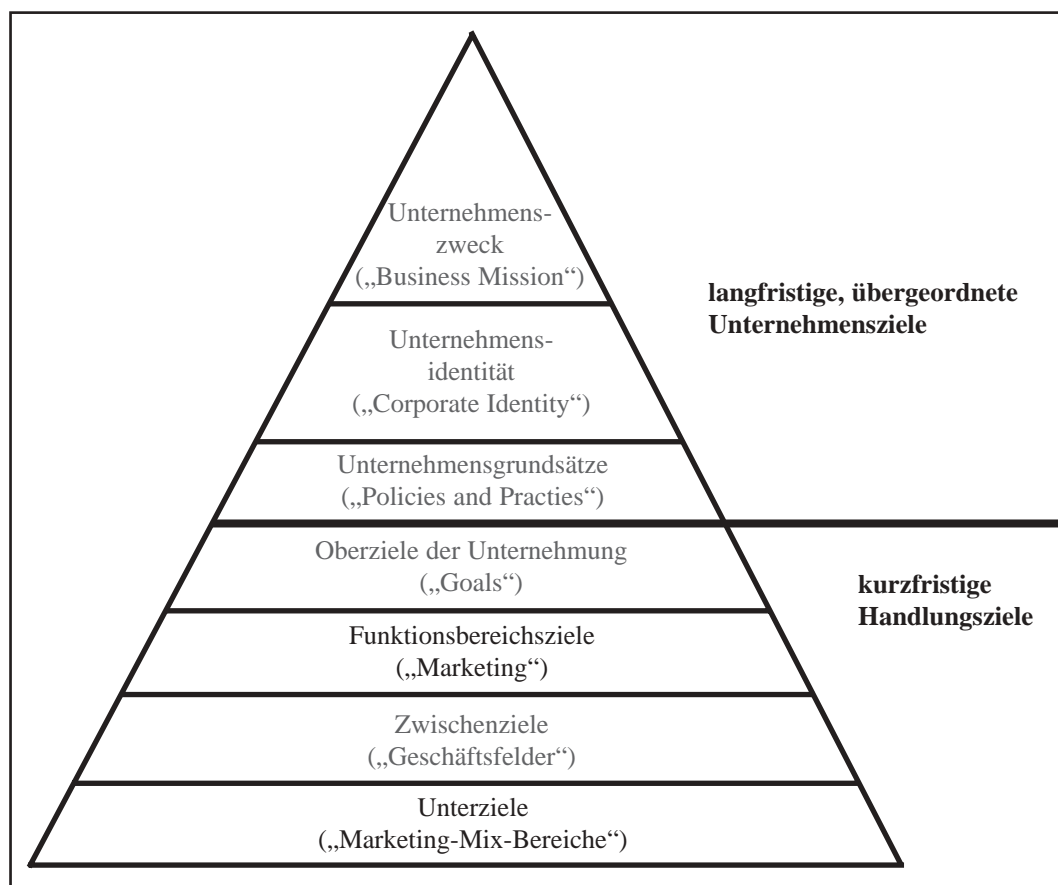 Unternehmens-
zweck
(„Business Mission“)
langfristige, übergeordnete
Unternehmensziele
Unternehmens-
identität
(„Corporate Identity“)
Unternehmensgrundsätze
(„Policies and Practies“)
Oberziele der Unternehmung
(„Goals“)
kurzfristige
Handlungsziele
Funktionsbereichsziele
(„Marketing“)
Zwischenziele
(„Geschäftsfelder“)
Unterziele
(„Marketing-Mix-Bereiche“)